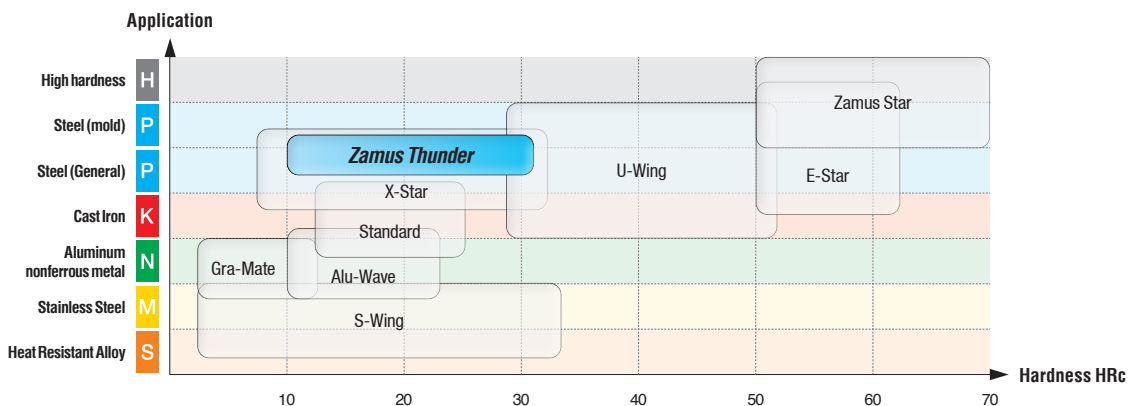 Application
High hardness
H
Zamus Star
Steel (mold)
P
Zamus Thunder
Steel (General)
P
U-Wing
E-Star
X-Star
Cast Iron
K
Standard
Aluminum
nonferrous metal
N
Gra-Mate
Alu-Wave
Stainless Steel
M
S-Wing
Heat Resistant Alloy
S
Hardness HRc
10
20
30
40
50
60
70